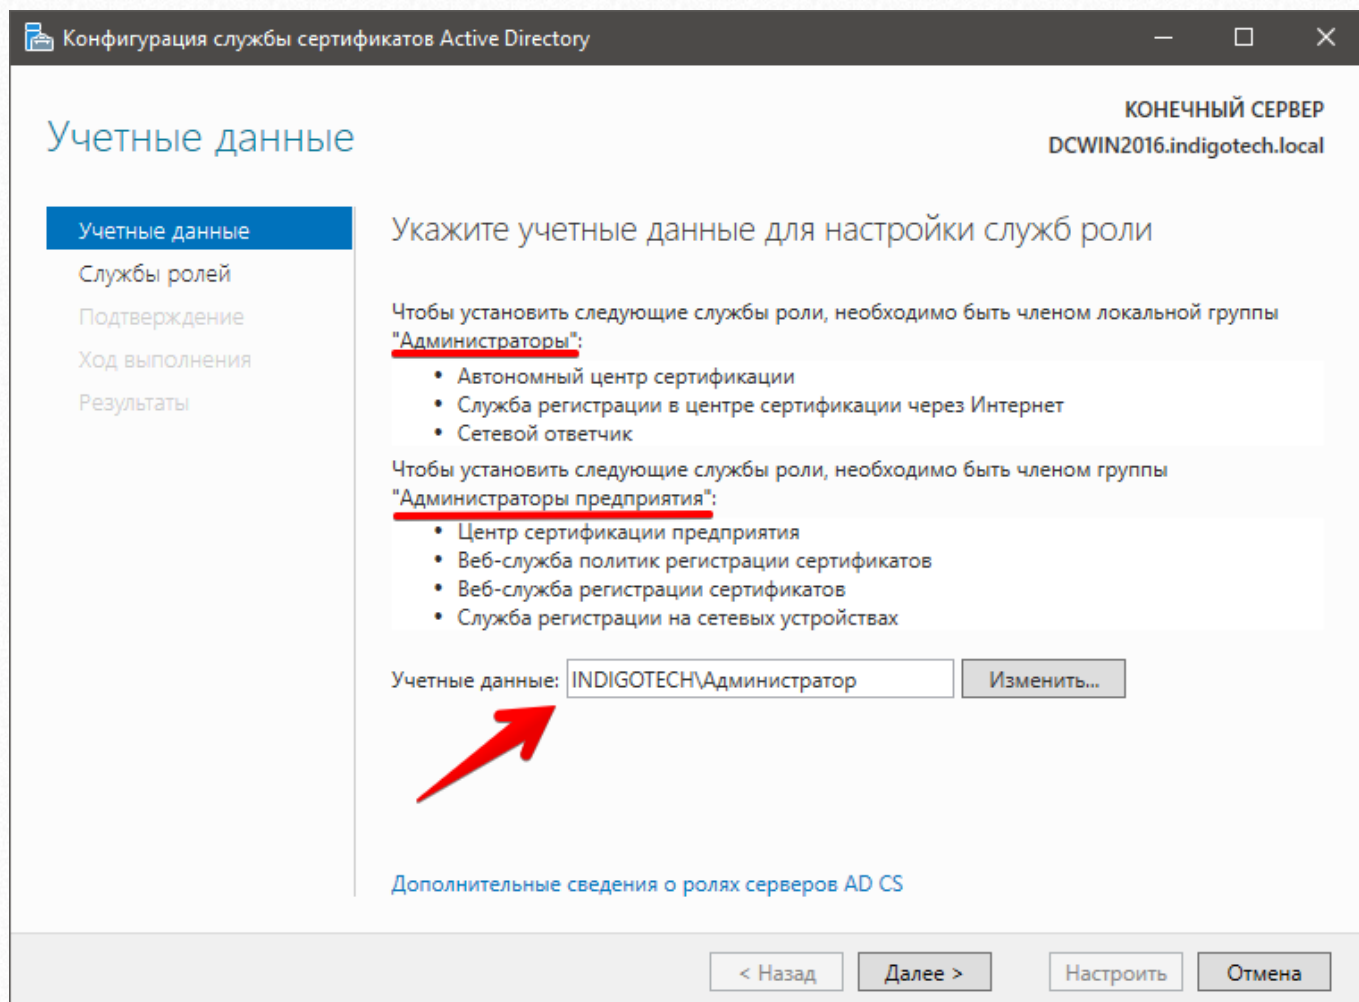 Конфигурация службы сертификатов Active Directory
Учетные данные
КОНЕЧНЫЙ СЕРВЕР
DCWIN2016.indigotech.local
Учетные данные
Службы ролей
Подтверждение
Ход выполнения
Результаты
Укажите учетные данные для настройки служб роли
Чтобы установить следующие службы роли, необходимо быть членом локальной группы
"Администраторы":
• Автономный центр сертификации
• Служба регистрации в центре сертификации через Интернет
• Сетевой ответчик
Чтобы установить следующие службы роли, необходимо быть членом группы
"Администраторы предприятия":
• Центр сертификации предприятия
• Веб-служба политик регистрации сертификатов
• Веб-служба регистрации сертификатов
• Служба регистрации на сетевых устройствах
Учетные данные: INDIGOTECH\Администратор Изменить...
Дополнительные сведения о ролях серверов AD CS
< Назад Далее > Настроить Отмена